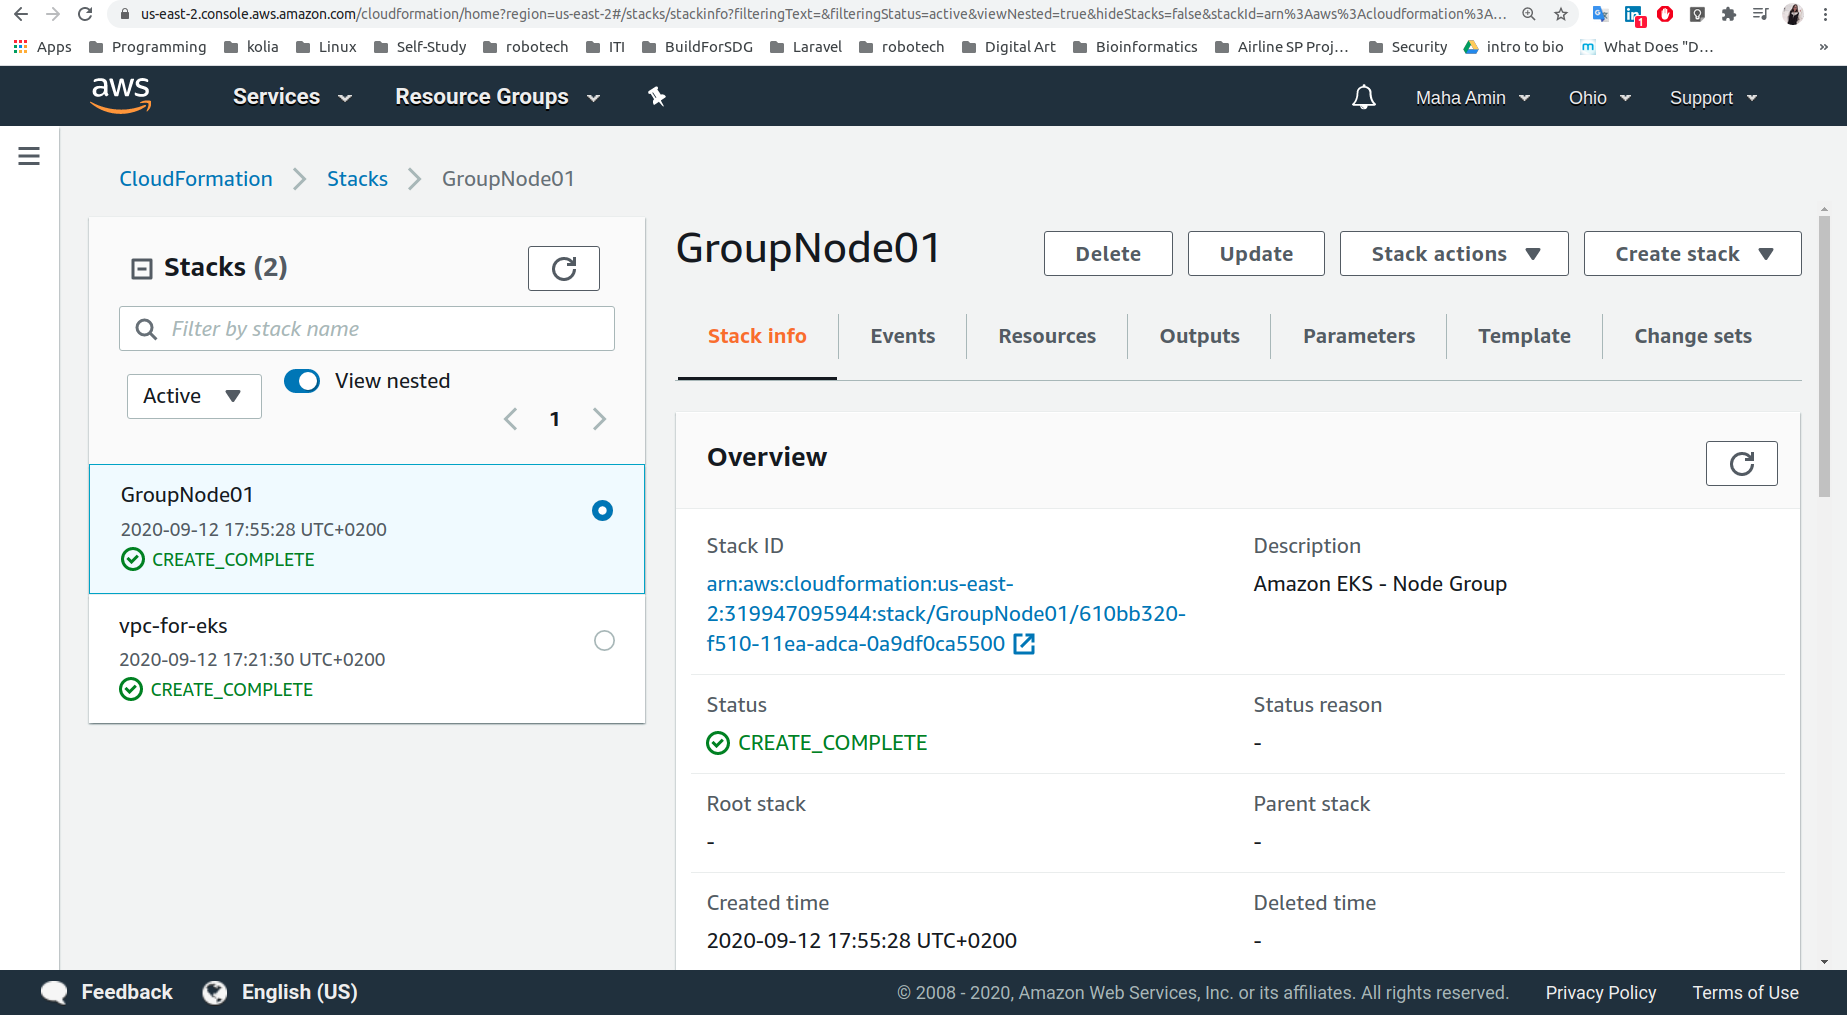 us-east-2.console.aws.amazon.com/cloudformation/home?region=us-east-2#/stacks/stackinfo?filteringText=&filteringStatus=active&viewNested=true&hideStacks=false&stackId=arn%3Aaws%3Acloudformation%3A...
1
Apps Programming kolia Linux Self-Study robotech ITI BuildForSDG Laravel robotech Digital Art Bioinformatics Airline SP Proj... Security intro to bio What Does "D... »
aws Services Resource Groups Maha Amin Ohio Support
CloudFormation Stacks GroupNode01
Stacks (2)
Filter by stack name
Active View nested
1
GroupNode01
2020-09-12 17:55:28 UTC+0200
CREATE_COMPLETE
vpc-for-eks
2020-09-12 17:21:30 UTC+0200
CREATE_COMPLETE
GroupNode01 Delete Update Stack actions Create stack
Stack info Events Resources Outputs Parameters Template Change sets
Overview
Stack ID
arn:aws:cloudformation:us-east-
2:319947095944:stack/GroupNode01/610bb320-
f510-11ea-adca-0a9df0ca5500
Description
Amazon EKS - Node Group
Status
CREATE_COMPLETE
Status reason
-
Root stack
-
Parent stack
-
Created time
2020-09-12 17:55:28 UTC+0200
Deleted time
-
Feedback English (US) © 2008 - 2020, Amazon Web Services, Inc. or its affiliates. All rights reserved. Privacy Policy Terms of Use